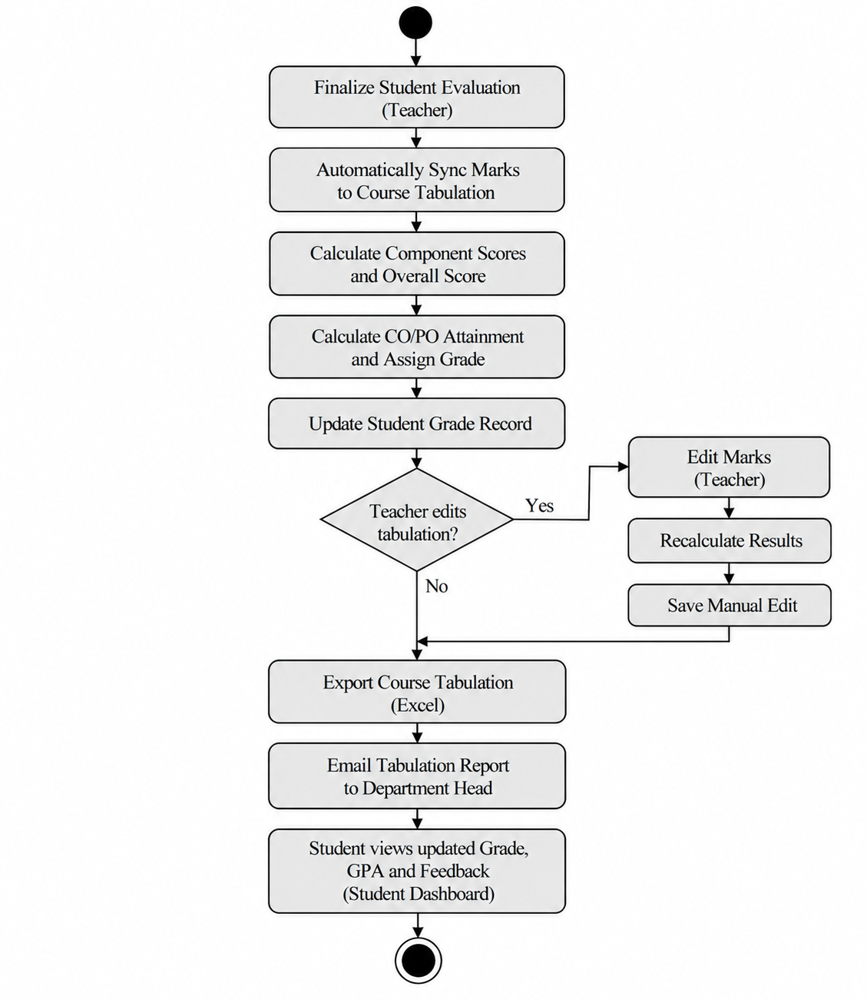 Finalize Student Evaluation
(Teacher)
Automatically Sync Marks
to Course Tabulation
Calculate Component Scores
and Overall Score
Calculate CO/PO Attainment
and Assign Grade
Update Student Grade Record
Teacher edits
tabulation?
Yes
No
Edit Marks
(Teacher)
Recalculate Results
Save Manual Edit
Export Course Tabulation
(Excel)
Email Tabulation Report
to Department Head
Student views updated Grade,
GPA and Feedback
(Student Dashboard)